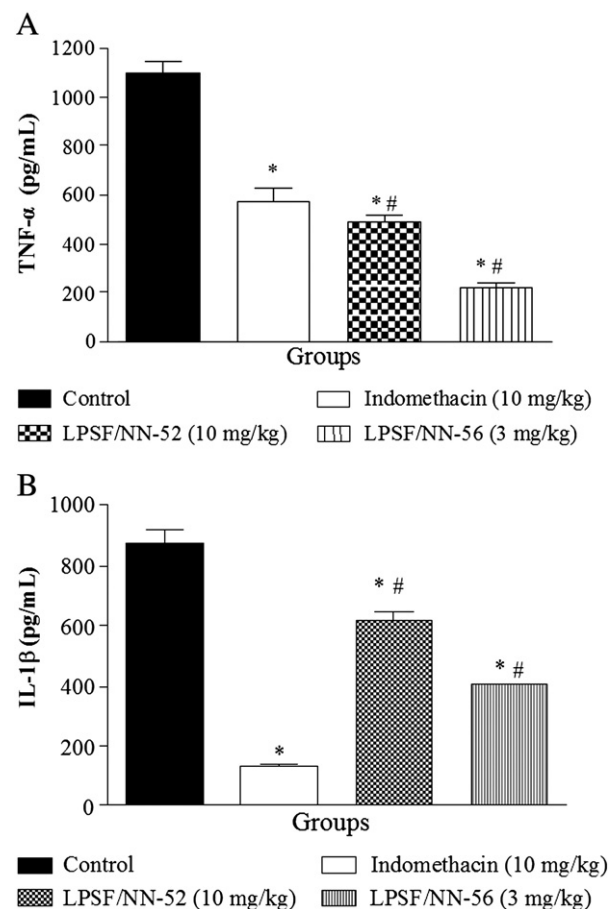 A
TNF-α (pg/mL)
1200
1000
800
600
400
200
0
*
* #
* #
Groups
Control
Indomethacin (10 mg/kg)
LPSF/NN-52 (10 mg/kg)
LPSF/NN-56 (3 mg/kg)
B
IL-1β (pg/mL)
1000
800
600
400
200
0
*
* #
* #
Groups
Control
Indomethacin (10 mg/kg)
LPSF/NN-52 (10 mg/kg)
LPSF/NN-56 (3 mg/kg)